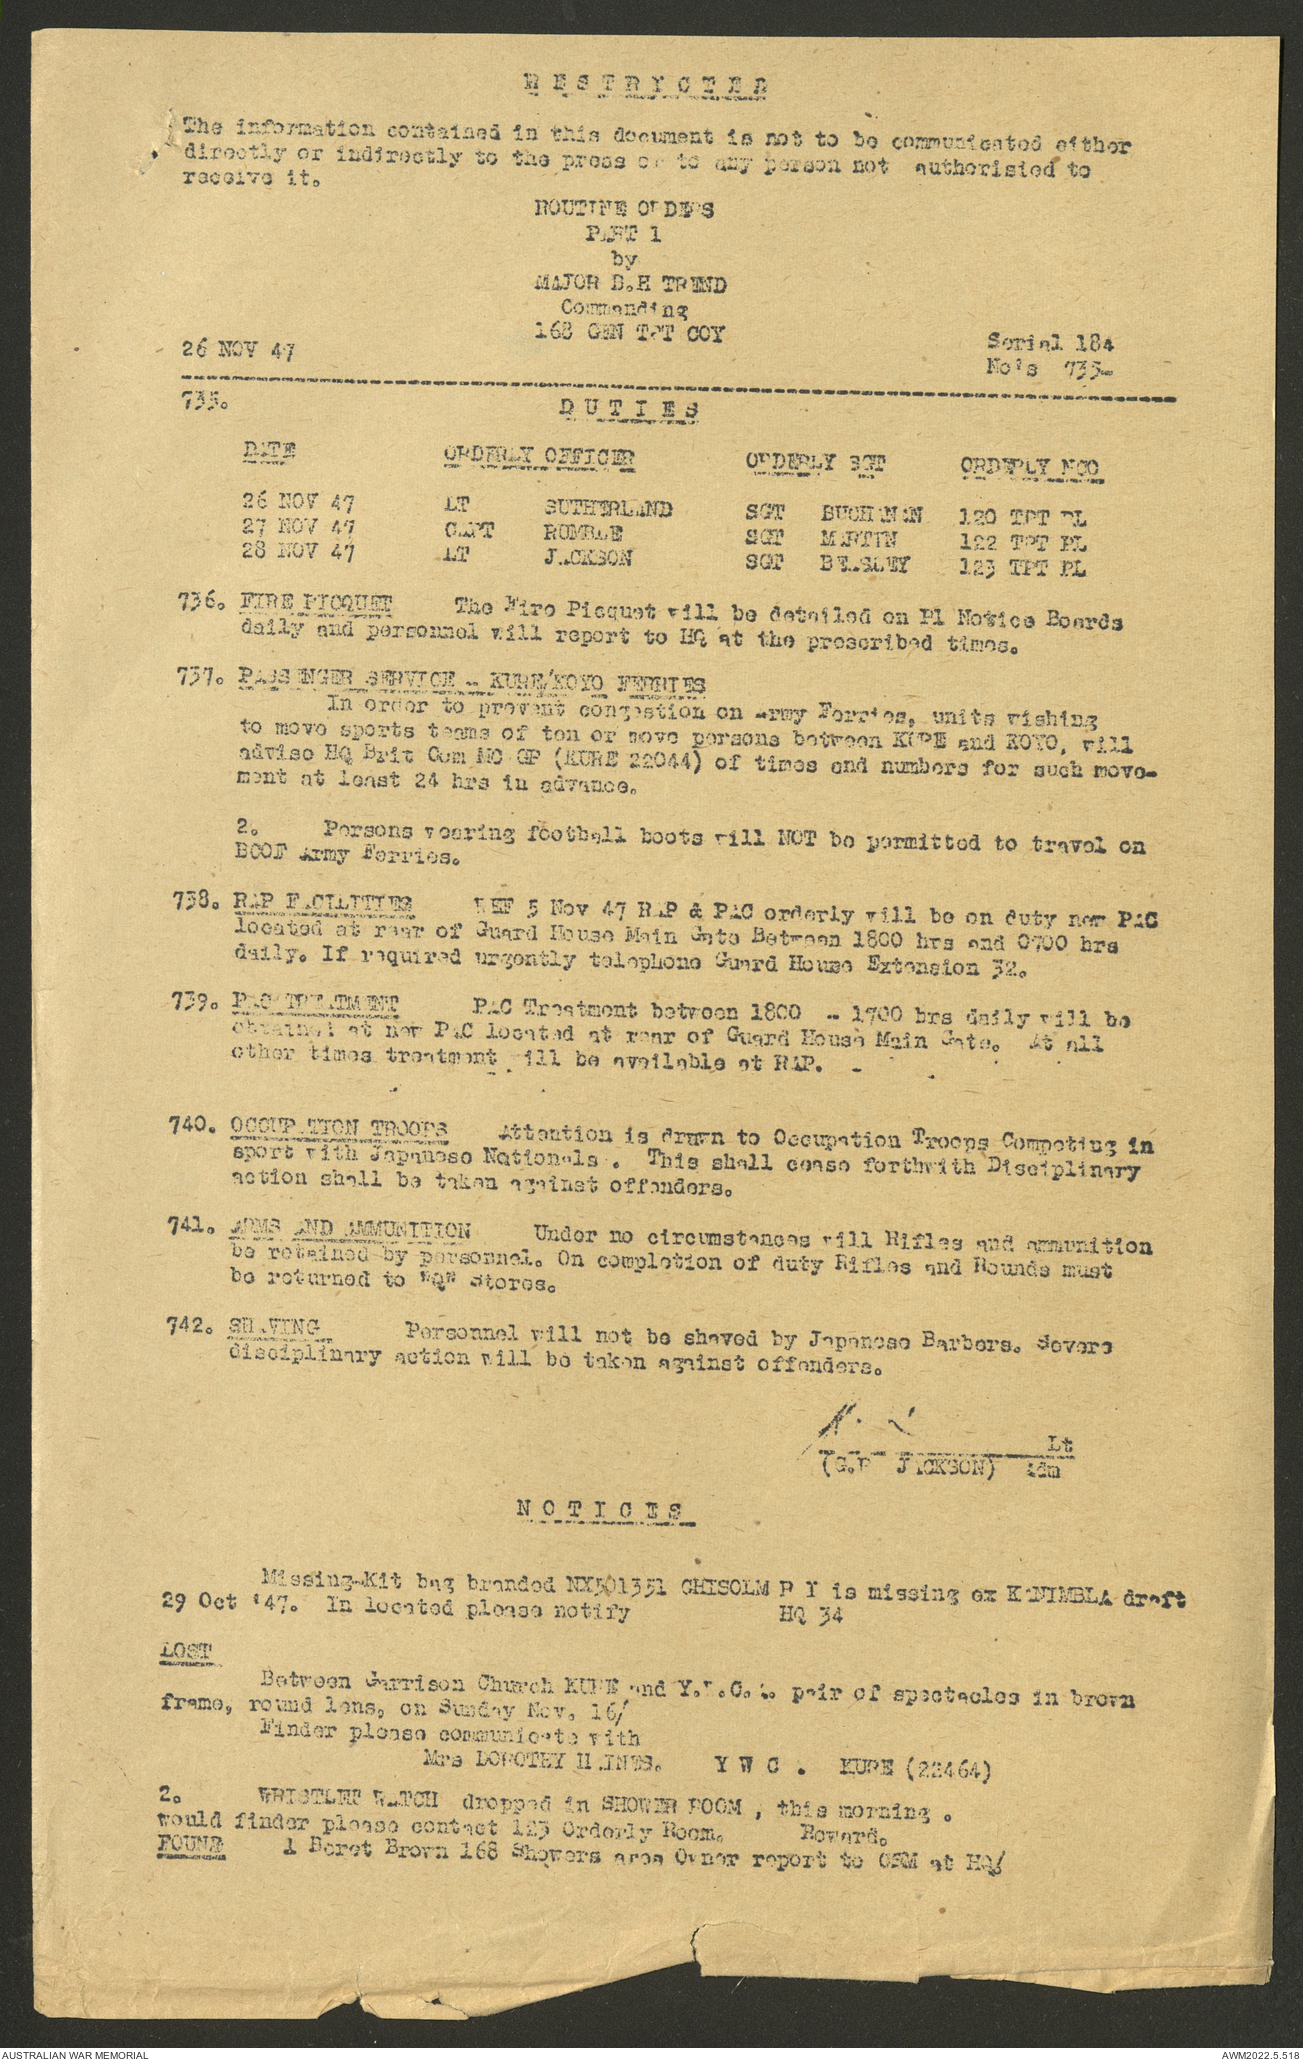 R E S T R I C T E D
The information contained in this document is not to be communicated either
directly or indirectly to the press or to any person not authorisied to
receive it.
ROUTINE ORDERS
PART 1
by
MAJOR B.H TREND
Commanding
168 GEN TPT COY
26 NOV 47
Serial 184
No's 735-
735.
D U T I E S
DATE ORDERLY OFFICER ORDERLY SGT ORDERLY NCO
26 NOV 47 LT SUTHERLAND SGT BUCHANAN 120 TPT PL
27 NOV 47 CAPT RUMBLE SGT MARTIN 122 TPT PL
28 NOV 47 LT JACKSON SGT BEASLEY 123 TPT PL
736. FIRE PICQUET The Fire Picquet will be detailed on Pl Notice Boards
daily and personnel will report to HQ at the prescribed times.
737. PASSENGER SERVICE - KURE/KOYO FERRIES
In order to prevent congestion on Army Ferries, units wishing
to move sports teams of ten or move persons between KURE and KOYO, will
advise HQ Brit Com MC GP (KURE 22044) of times and numbers for such move-
ment at least 24 hrs in advance.
2. Persons wearing football boots will NOT be permitted to travel on
BCOF Army Ferries.
738. RAP FACILITIES WEF 5 Nov 47 RAP & PAC orderly will be on duty new PAC
located at rear of Guard House Main Gate Between 1800 hrs and 0700 hrs
daily. If required urgently telephone Guard House Extension 32.
739. PAC TREATMENT PAC Treatment between 1800 - 1700 hrs daily will be
obtained at new PAC located at rear of Guard House Main Gate. At all
other times treatment will be available at RAP.
740. OCCUPATION TROOPS Attention is drawn to Occupation Troops Competing in
sport with Japanese Nationals. This shall cease forthwith Disciplinary
action shall be taken against offenders.
741. ARMS AND AMMUNITION Under no circumstances will Rifles and ammunition
be retained by personnel. On completion of duty Rifles and Rounds must
be returned to "Q" Stores.
742. SHAVING Personnel will not be shaved by Japanese Barbers. Severe
disciplinary action will be taken against offenders.
Lt
(G.P JACKSON) Adm
N O T I C E S
Missing-Kit bag branded NX501351 CHISOLM R Y is missing ex KANIMBLA draft
29 Oct '47. In located please notify HQ 34
LOST
Between Garrison Church KURE and Y.W.C.A. pair of spectacles in brown
frame, round lens, on Sunday Nov. 16/
Finder please communicate with
Mrs DOROTHY HAINES. Y W C . KURE (22464)
2. WRISTLET WATCH dropped in SHOWER ROOM , this morning .
would finder please contact 123 Orderly Room. Reward.
FOUND 1 Beret Brown 168 Showers area Owner report to CSM at HQ/
AUSTRALIAN WAR MEMORIAL
AWM2022.5.518